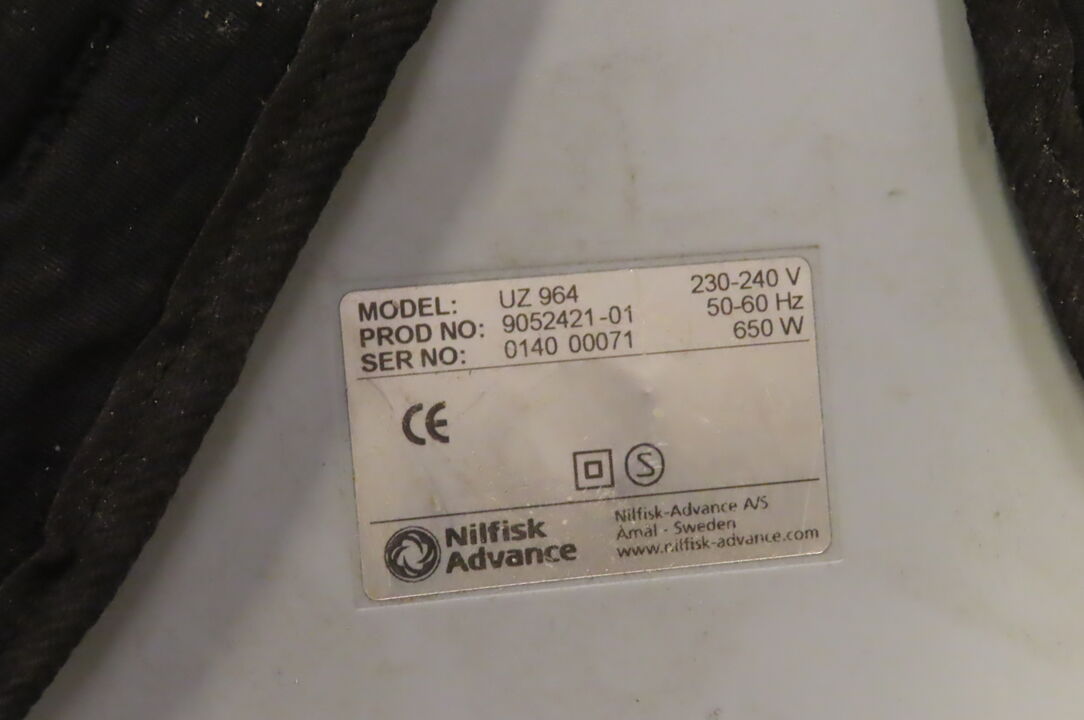 MODEL: UZ 964 230-240 V
PROD NO: 9052421-01 50-60 Hz
SER NO: 0140 00071 650 W
CE
S
Nilfisk
Advance
Nilfisk-Advance A/S
Åmål - Sweden
www.nilfisk-advance.com